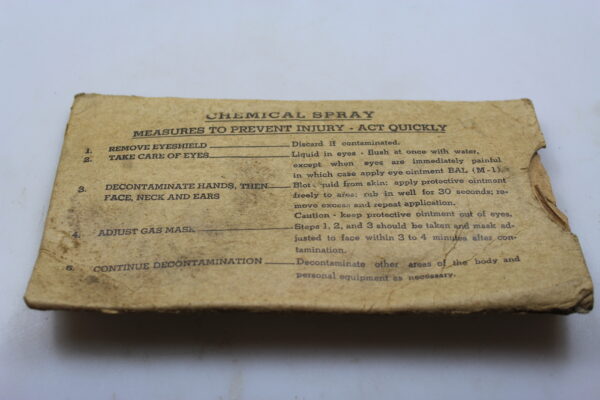 CHEMICAL SPRAY
MEASURES TO PREVENT INJURY - ACT QUICKLY
1. REMOVE EYESHIELD Discard if contaminated.
2. TAKE CARE OF EYES Liquid in eyes - flush at once with water,
except when eyes are immediately painful
in which case apply eye ointment BAL (M-1).
3. DECONTAMINATE HANDS, THEN Blot quid from skin; apply protective ointment
FACE, NECK AND EARS freely to area; rub in well for 30 seconds; re-
move excess and repeat application.
Caution - keep protective ointment out of eyes.
4. ADJUST GAS MASK Steps 1, 2, and 3 should be taken and mask ad-
justed to face within 3 to 4 minutes after con-
tamination.
5. CONTINUE DECONTAMINATION Decontaminate other areas of the body and
personal equipment as necessary.